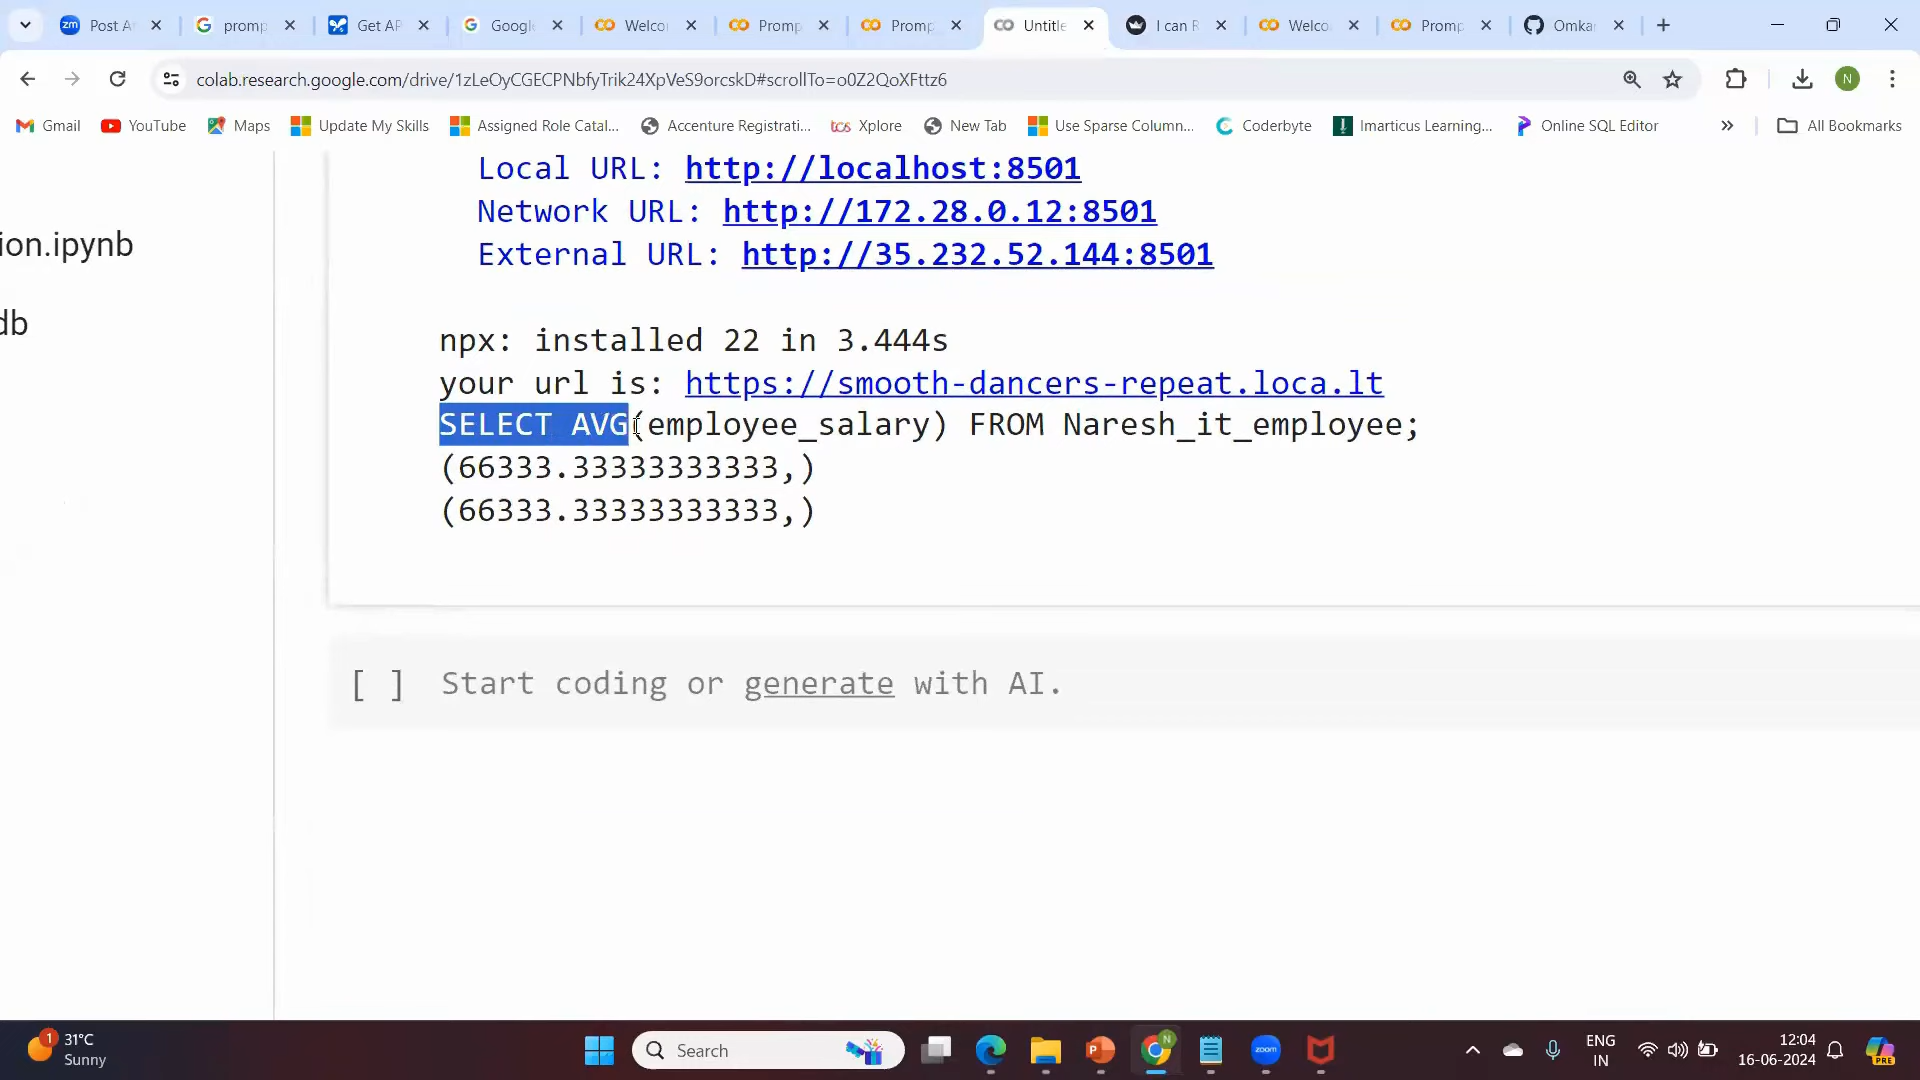 Post A
promp
Get AP
Google
Welco
Promp
Promp
Untitle
I can R
Welco
Promp
Omka
colab.research.google.com/drive/1zLeOyCGECPNbfyTrik24XpVeS9orcskD#scrollTo=o0Z2QoXFttz6
Gmail
YouTube
Maps
Update My Skills
Assigned Role Catal...
Accenture Registrati...
Xplore
New Tab
Use Sparse Column...
Coderbyte
Imarticus Learning...
Online SQL Editor
All Bookmarks
ion.ipynb
db
Local URL: http://localhost:8501
Network URL: http://172.28.0.12:8501
External URL: http://35.232.52.144:8501
npx: installed 22 in 3.444s
your url is: https://smooth-dancers-repeat.loca.lt
SELECT AVG(employee_salary) FROM Naresh_it_employee;
(66333.33333333333,)
(66333.33333333333,)
[ ] Start coding or generate with AI.
31°C
Sunny
Search
ENG
IN
12:04
16-06-2024